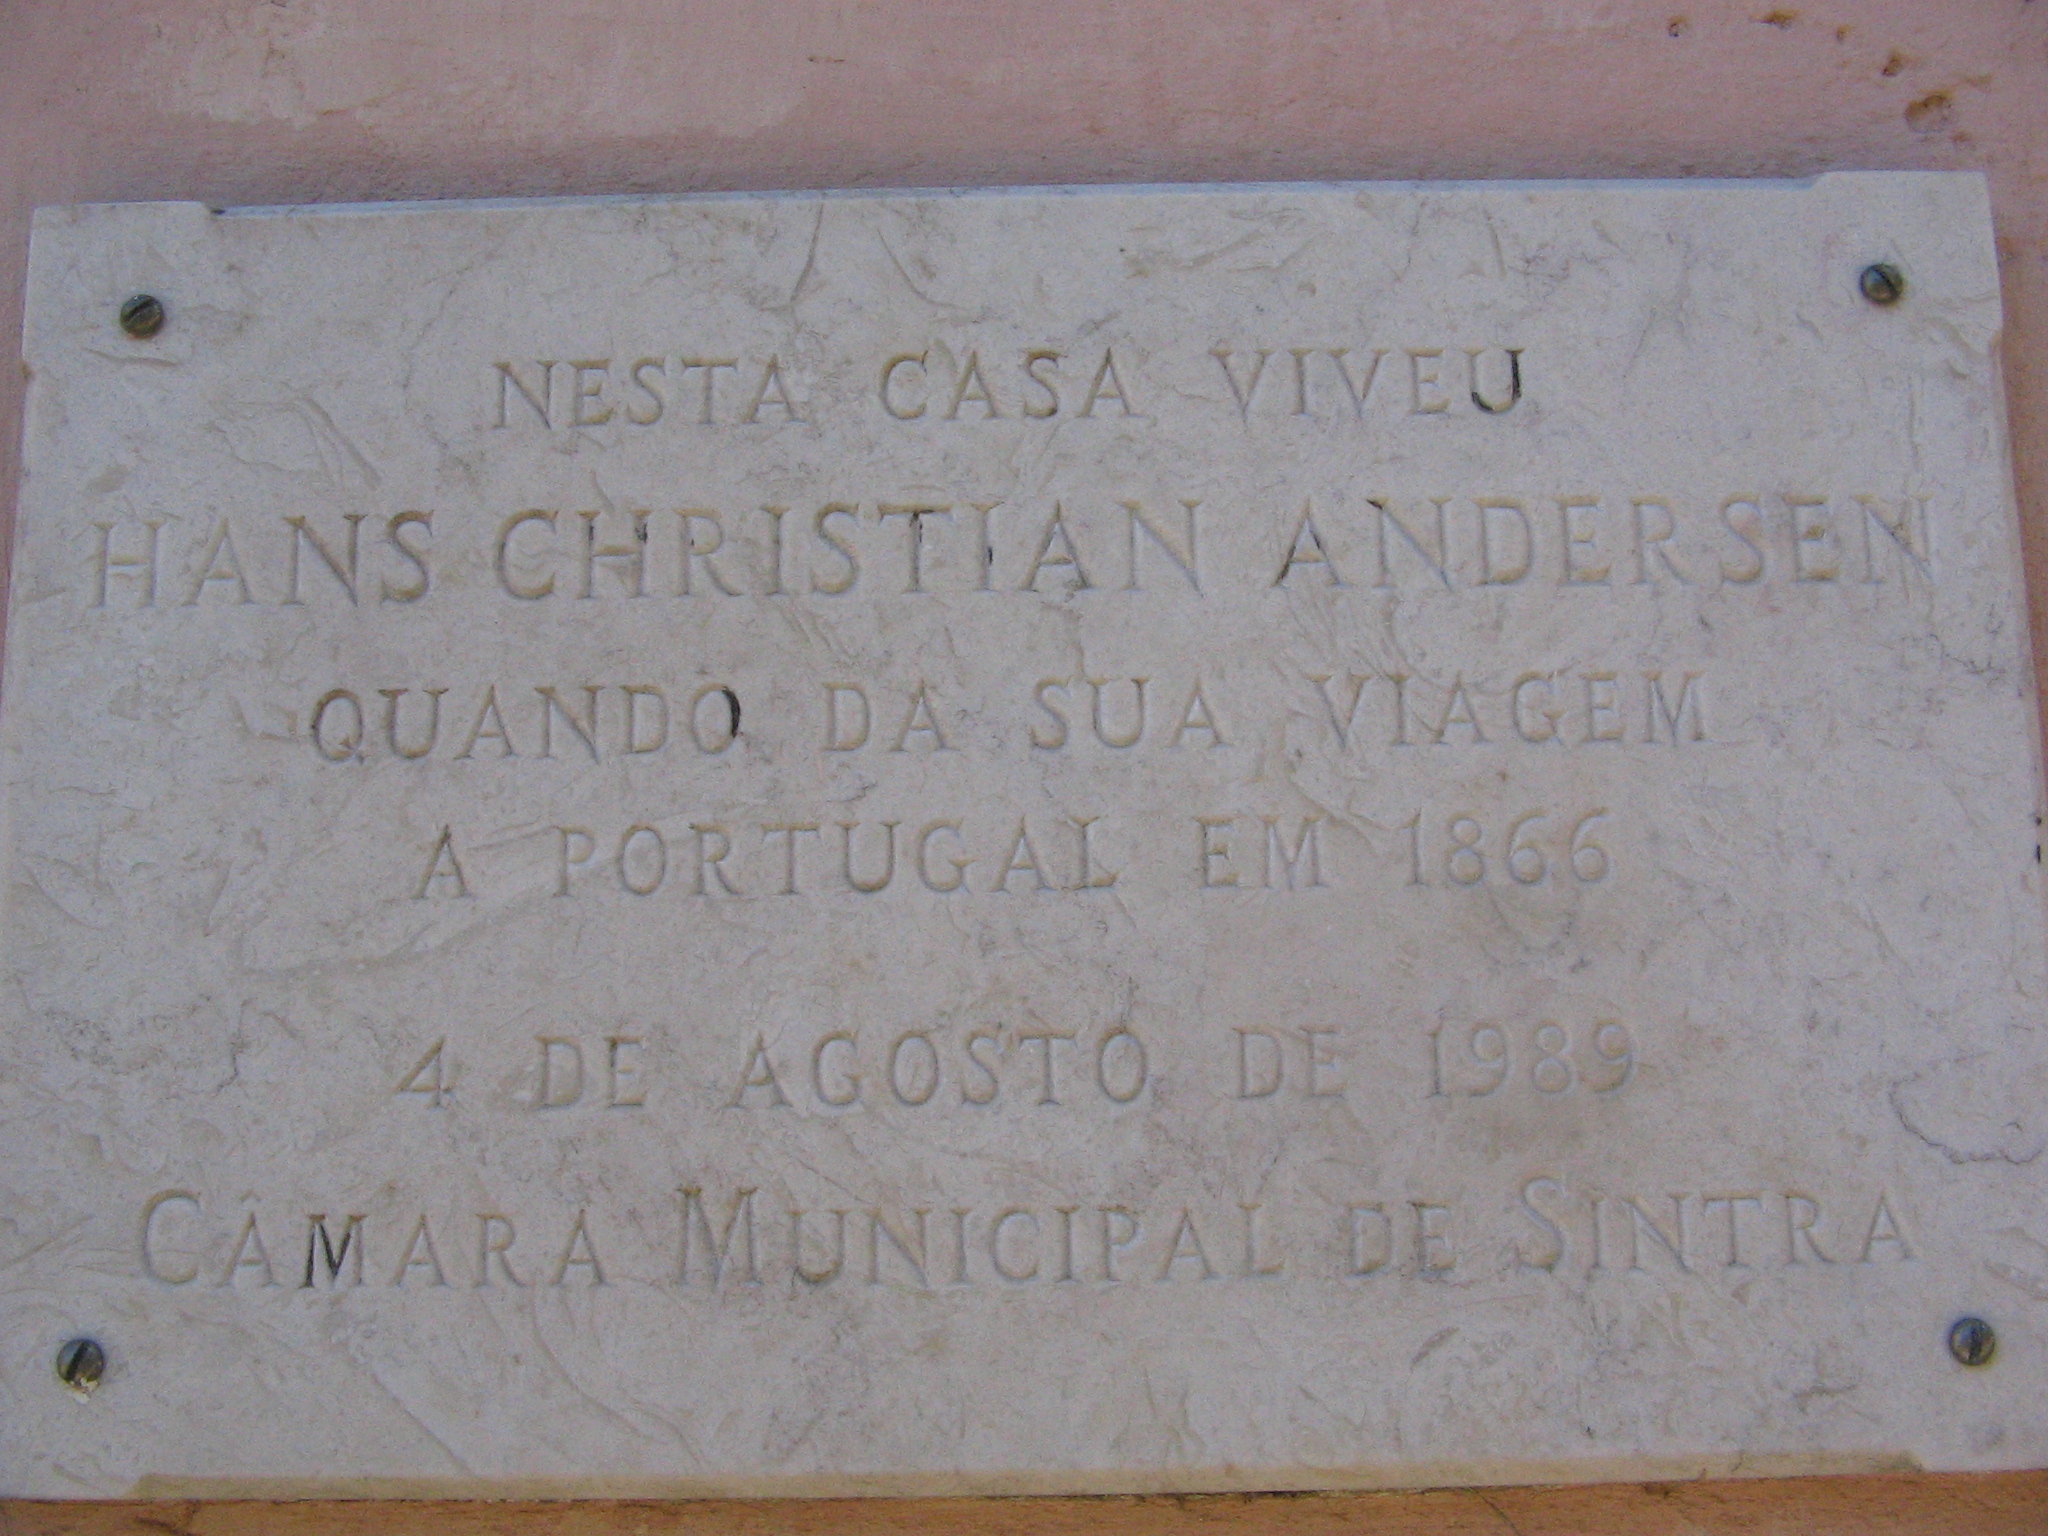 NESTA CASA VIVEU
HANS CHRISTIAN ANDERSEN
QUANDO DA SUA VIAGEM
A PORTUGAL EM 1866
4 DE AGOSTO DE 1989
CÂMARA MUNICIPAL DE SINTRA